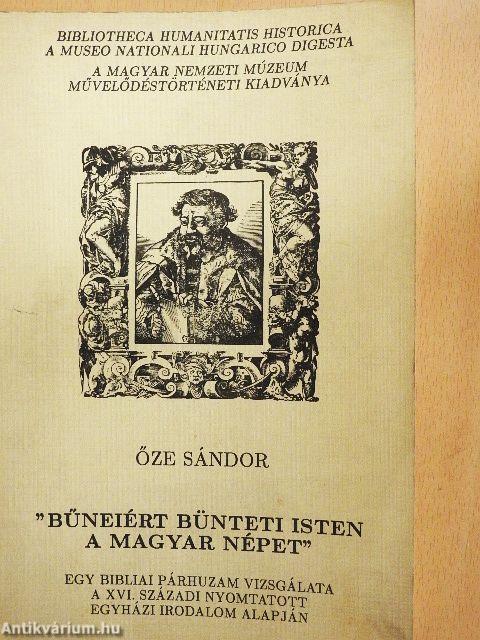 BIBLIOTHECA HUMANITATIS HISTORICA
A MUSEO NATIONALI HUNGARICO DIGESTA
A MAGYAR NEMZETI MÚZEUM
MŰVELŐDÉSTÖRTÉNETI KIADVÁNYA
ŐZE SÁNDOR
"BŰNEIÉRT BÜNTETI ISTEN
A MAGYAR NÉPET"
EGY BIBLIAI PÁRHUZAM VIZSGÁLATA
A XVI. SZÁZADI NYOMTATOTT
EGYHÁZI IRODALOM ALAPJÁN
Antikvárium.hu